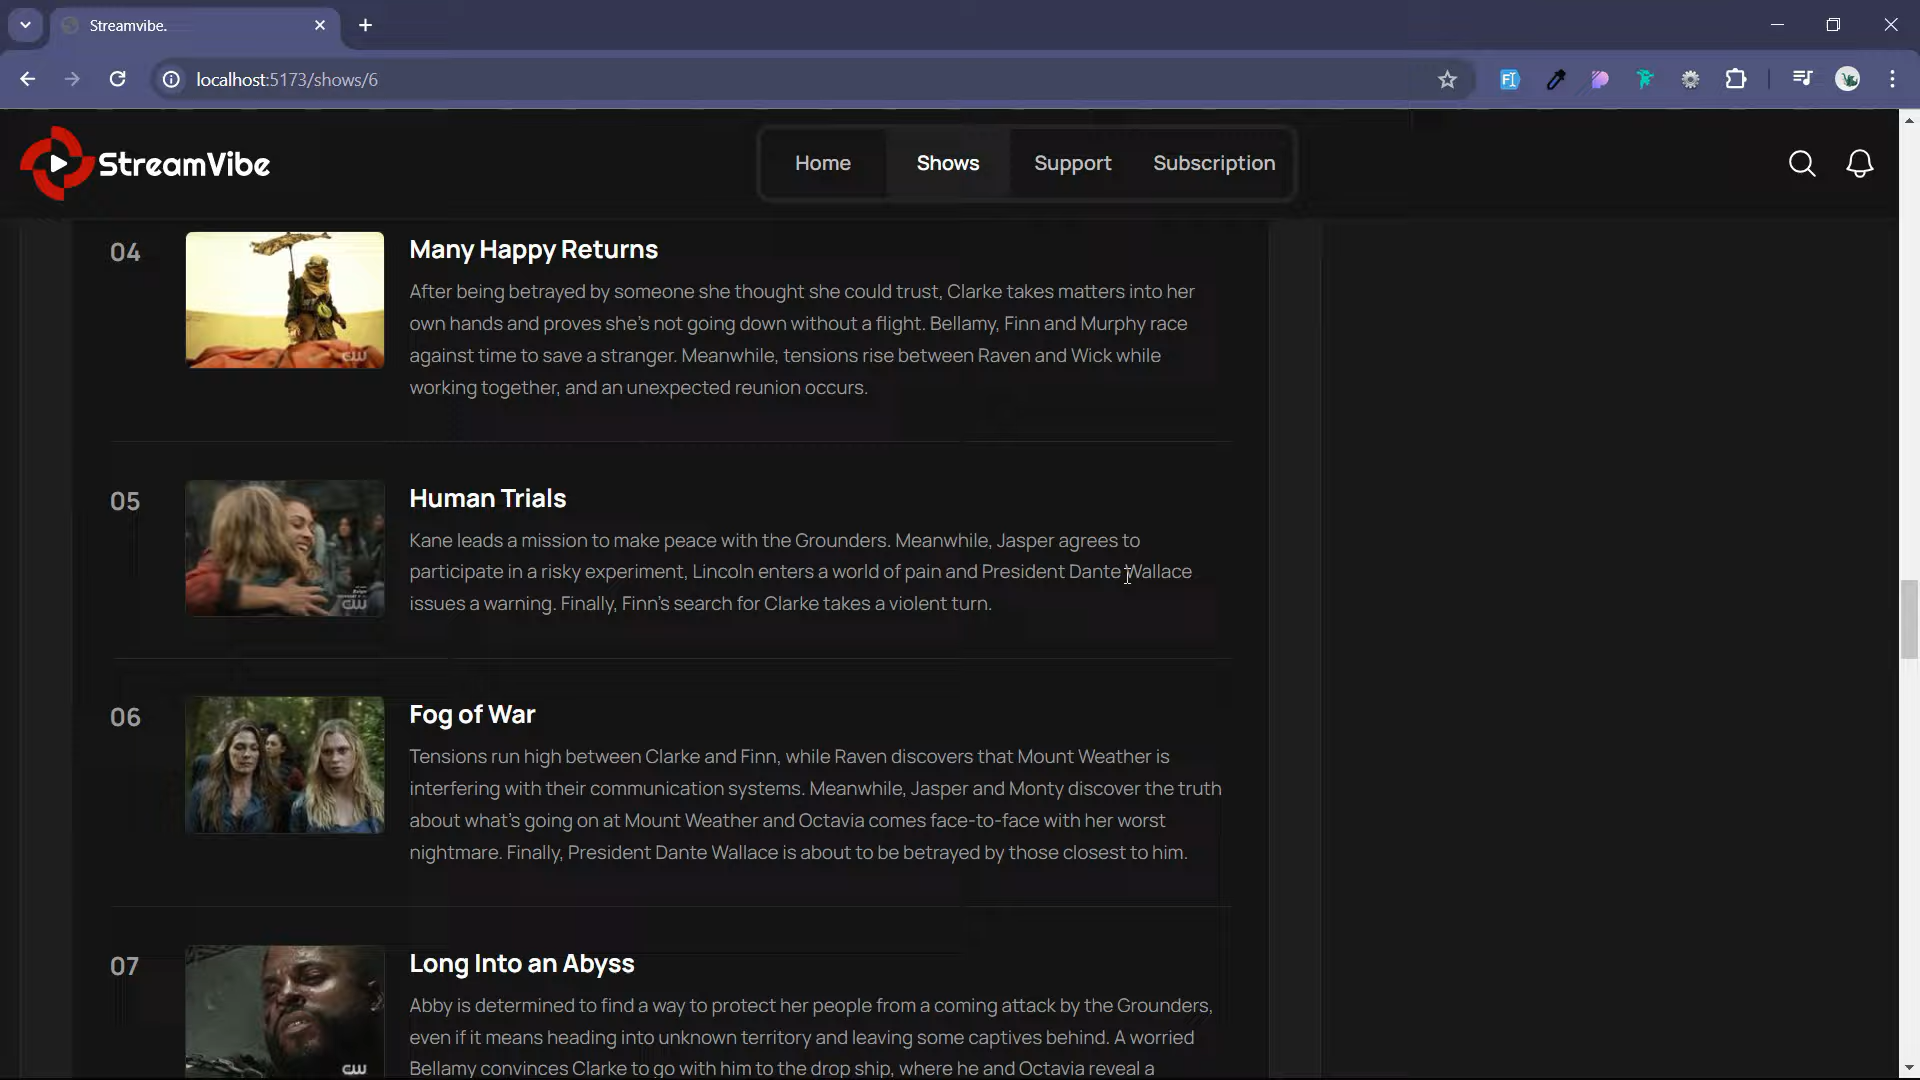 Streamvibe.
localhost:5173/shows/6
StreamVibe
Home
Shows
Support
Subscription
04
Many Happy Returns
After being betrayed by someone she thought she could trust, Clarke takes matters into her
own hands and proves she's not going down without a flight. Bellamy, Finn and Murphy race
against time to save a stranger. Meanwhile, tensions rise between Raven and Wick while
working together, and an unexpected reunion occurs.
CW
05
Human Trials
Kane leads a mission to make peace with the Grounders. Meanwhile, Jasper agrees to
participate in a risky experiment, Lincoln enters a world of pain and President Dante Wallace
issues a warning. Finally, Finn's search for Clarke takes a violent turn.
CW
06
Fog of War
Tensions run high between Clarke and Finn, while Raven discovers that Mount Weather is
interfering with their communication systems. Meanwhile, Jasper and Monty discover the truth
about what's going on at Mount Weather and Octavia comes face-to-face with her worst
nightmare. Finally, President Dante Wallace is about to be betrayed by those closest to him.
07
Long Into an Abyss
Abby is determined to find a way to protect her people from a coming attack by the Grounders,
even if it means heading into unknown territory and leaving some captives behind. A worried
Bellamy convinces Clarke to go with him to the drop ship, where he and Octavia reveal a
CW